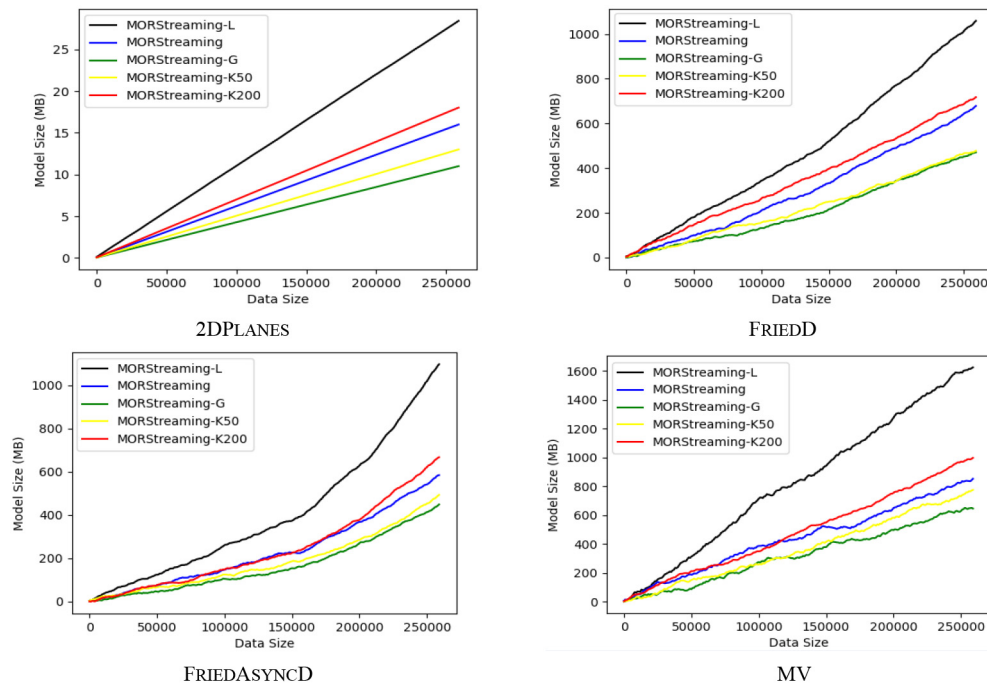 MORStreaming-L
MORStreaming
MORStreaming-G
MORStreaming-K50
MORStreaming-K200
25
20
15
10
5
0
Model Size (MB)
0 50000 100000 150000 200000 250000
Data Size
2DPLANES
MORStreaming-L
MORStreaming
MORStreaming-G
MORStreaming-K50
MORStreaming-K200
1000
800
600
400
200
0
Model Size (MB)
0 50000 100000 150000 200000 250000
Data Size
FRIEDD
MORStreaming-L
MORStreaming
MORStreaming-G
MORStreaming-K50
MORStreaming-K200
1000
800
600
400
200
0
Model Size (MB)
0 50000 100000 150000 200000 250000
Data Size
FRIEDASYNCD
MORStreaming-L
MORStreaming
MORStreaming-G
MORStreaming-K50
MORStreaming-K200
1600
1400
1200
1000
800
600
400
200
0
Model Size (MB)
0 50000 100000 150000 200000 250000
Data Size
MV